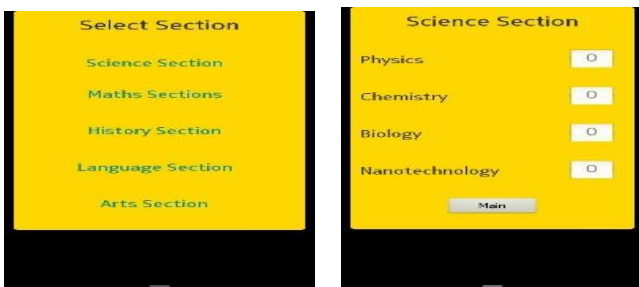 Select Section
Science Section
Maths Sections
History Section
Language Section
Arts Section
Science Section
Physics 0
Chemistry 0
Biology 0
Nanotechnology 0
Main